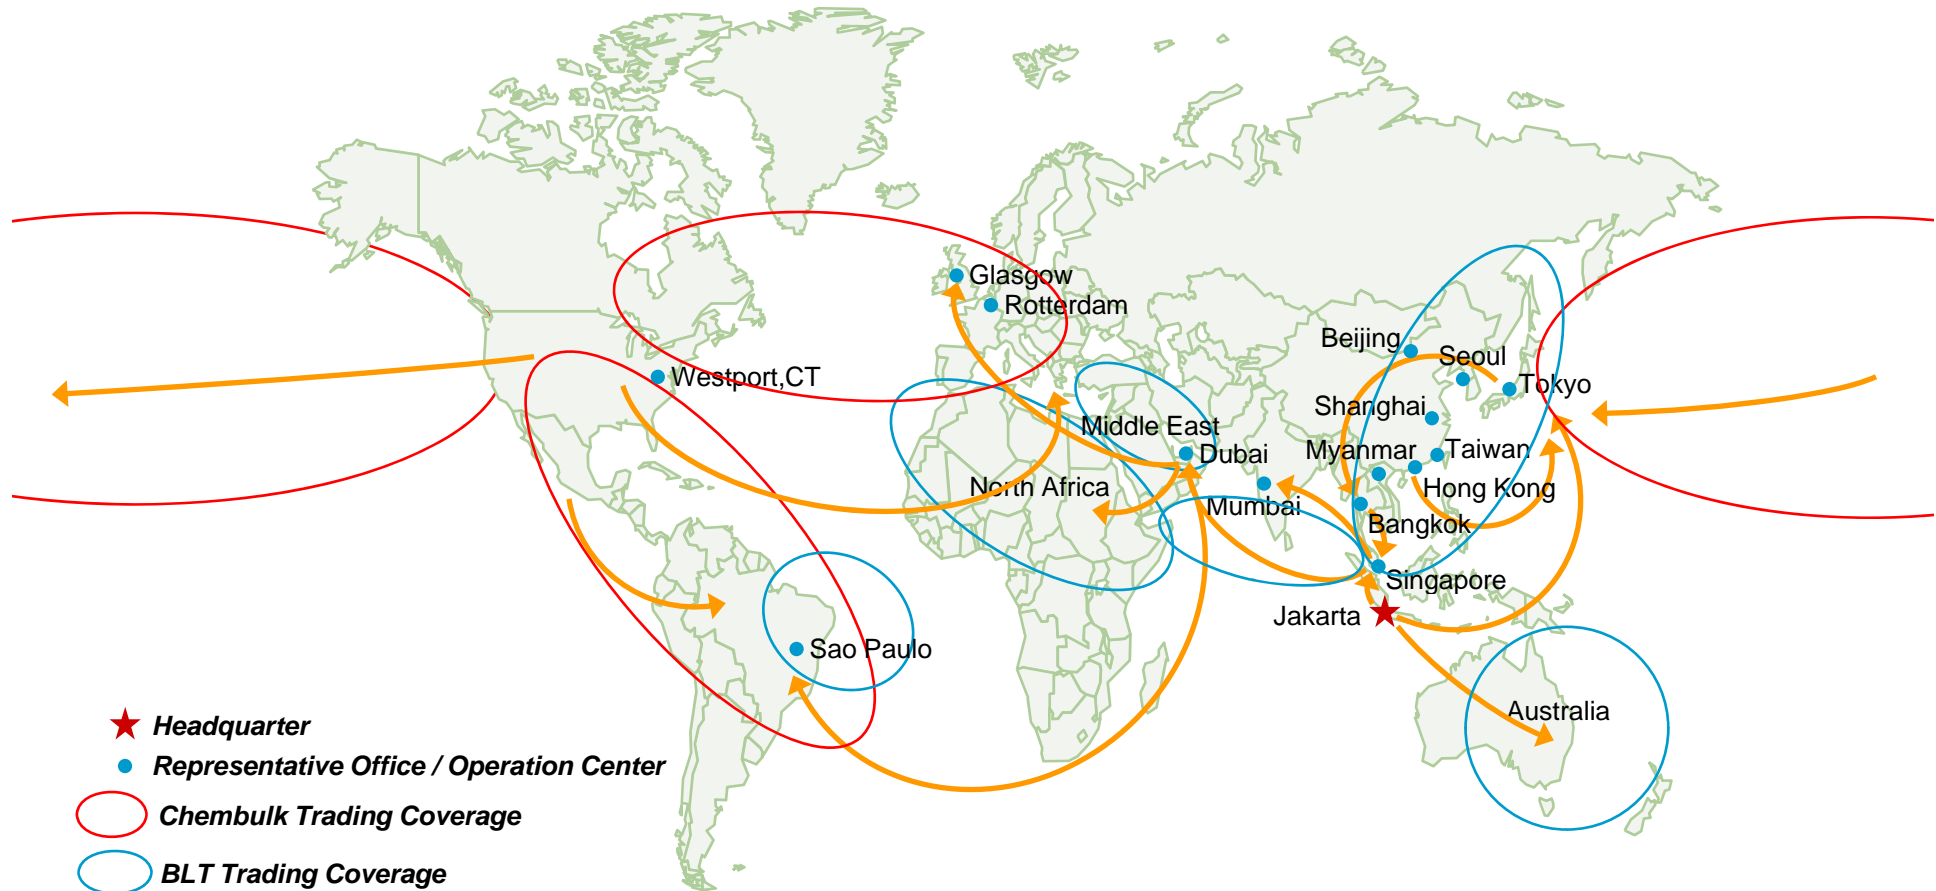 Glasgow
Rotterdam
Beijing
Seoul
Westport,CT
Tokyo
Shanghai
Middle East
Myanmar
Taiwan
Dubai
North Africa
Hong Kong
Mumbai
Bangkok
Singapore
Jakarta
Sao Paulo
Australia
Headquarter
Representative Office / Operation Center
Chembulk Trading Coverage
BLT Trading Coverage